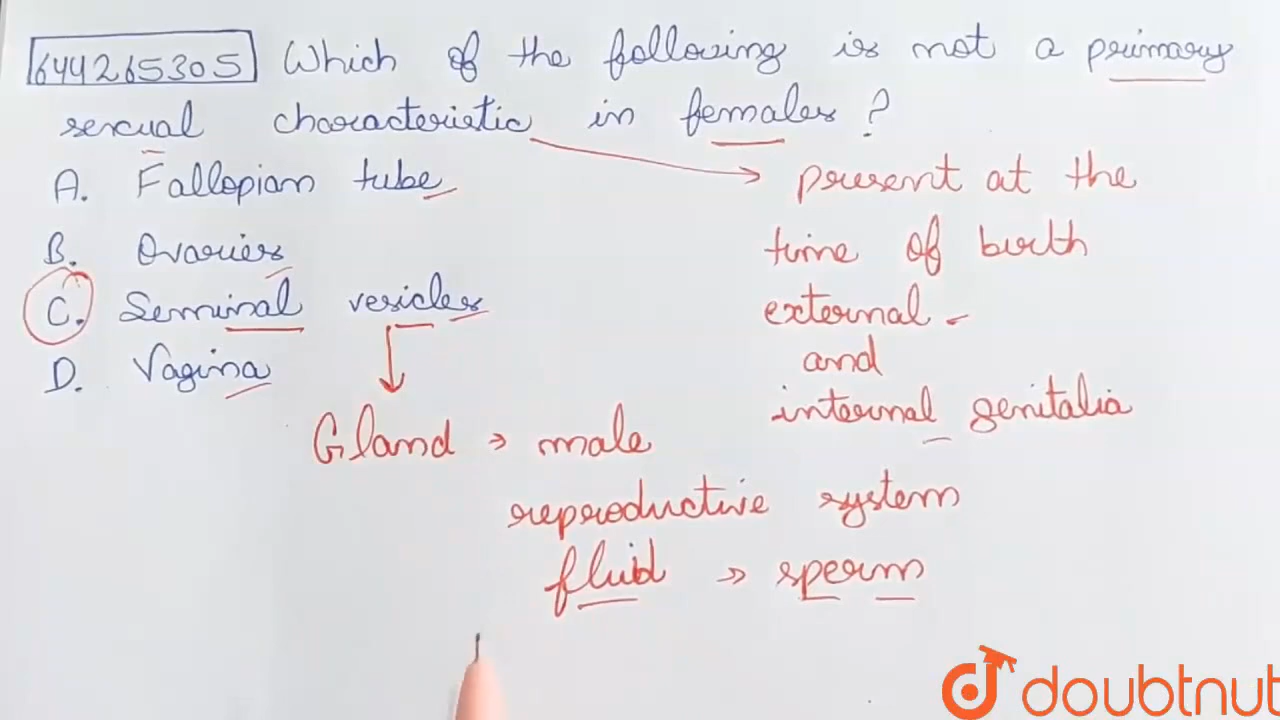 644265305 Which of the following is not a primary
sexual characteristic in females?
A. Fallopian tube
B. Ovaries
C. Seminal vesicles
D. Vagina
present at the
time of birth
external
and
internal genitalia
Gland → male
reproductive system
fluid → sperm
doubtnut